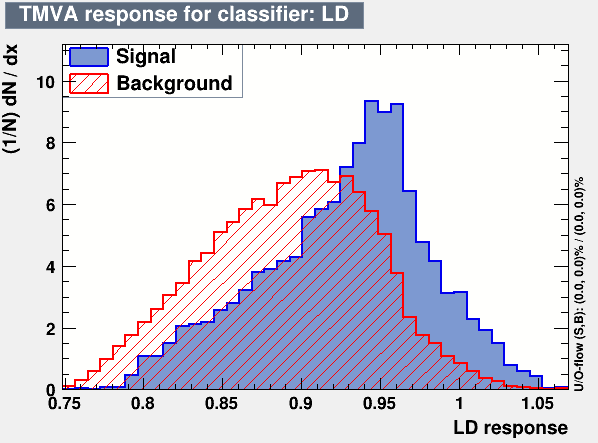 TMVA response for classifier: LD
Signal
Background
(1/N) dN / dx
10
8
6
4
2
0
0.75 0.8 0.85 0.9 0.95 1 1.05
LD response
U/O-flow (S,B): (0.0, 0.0)% / (0.0, 0.0)%